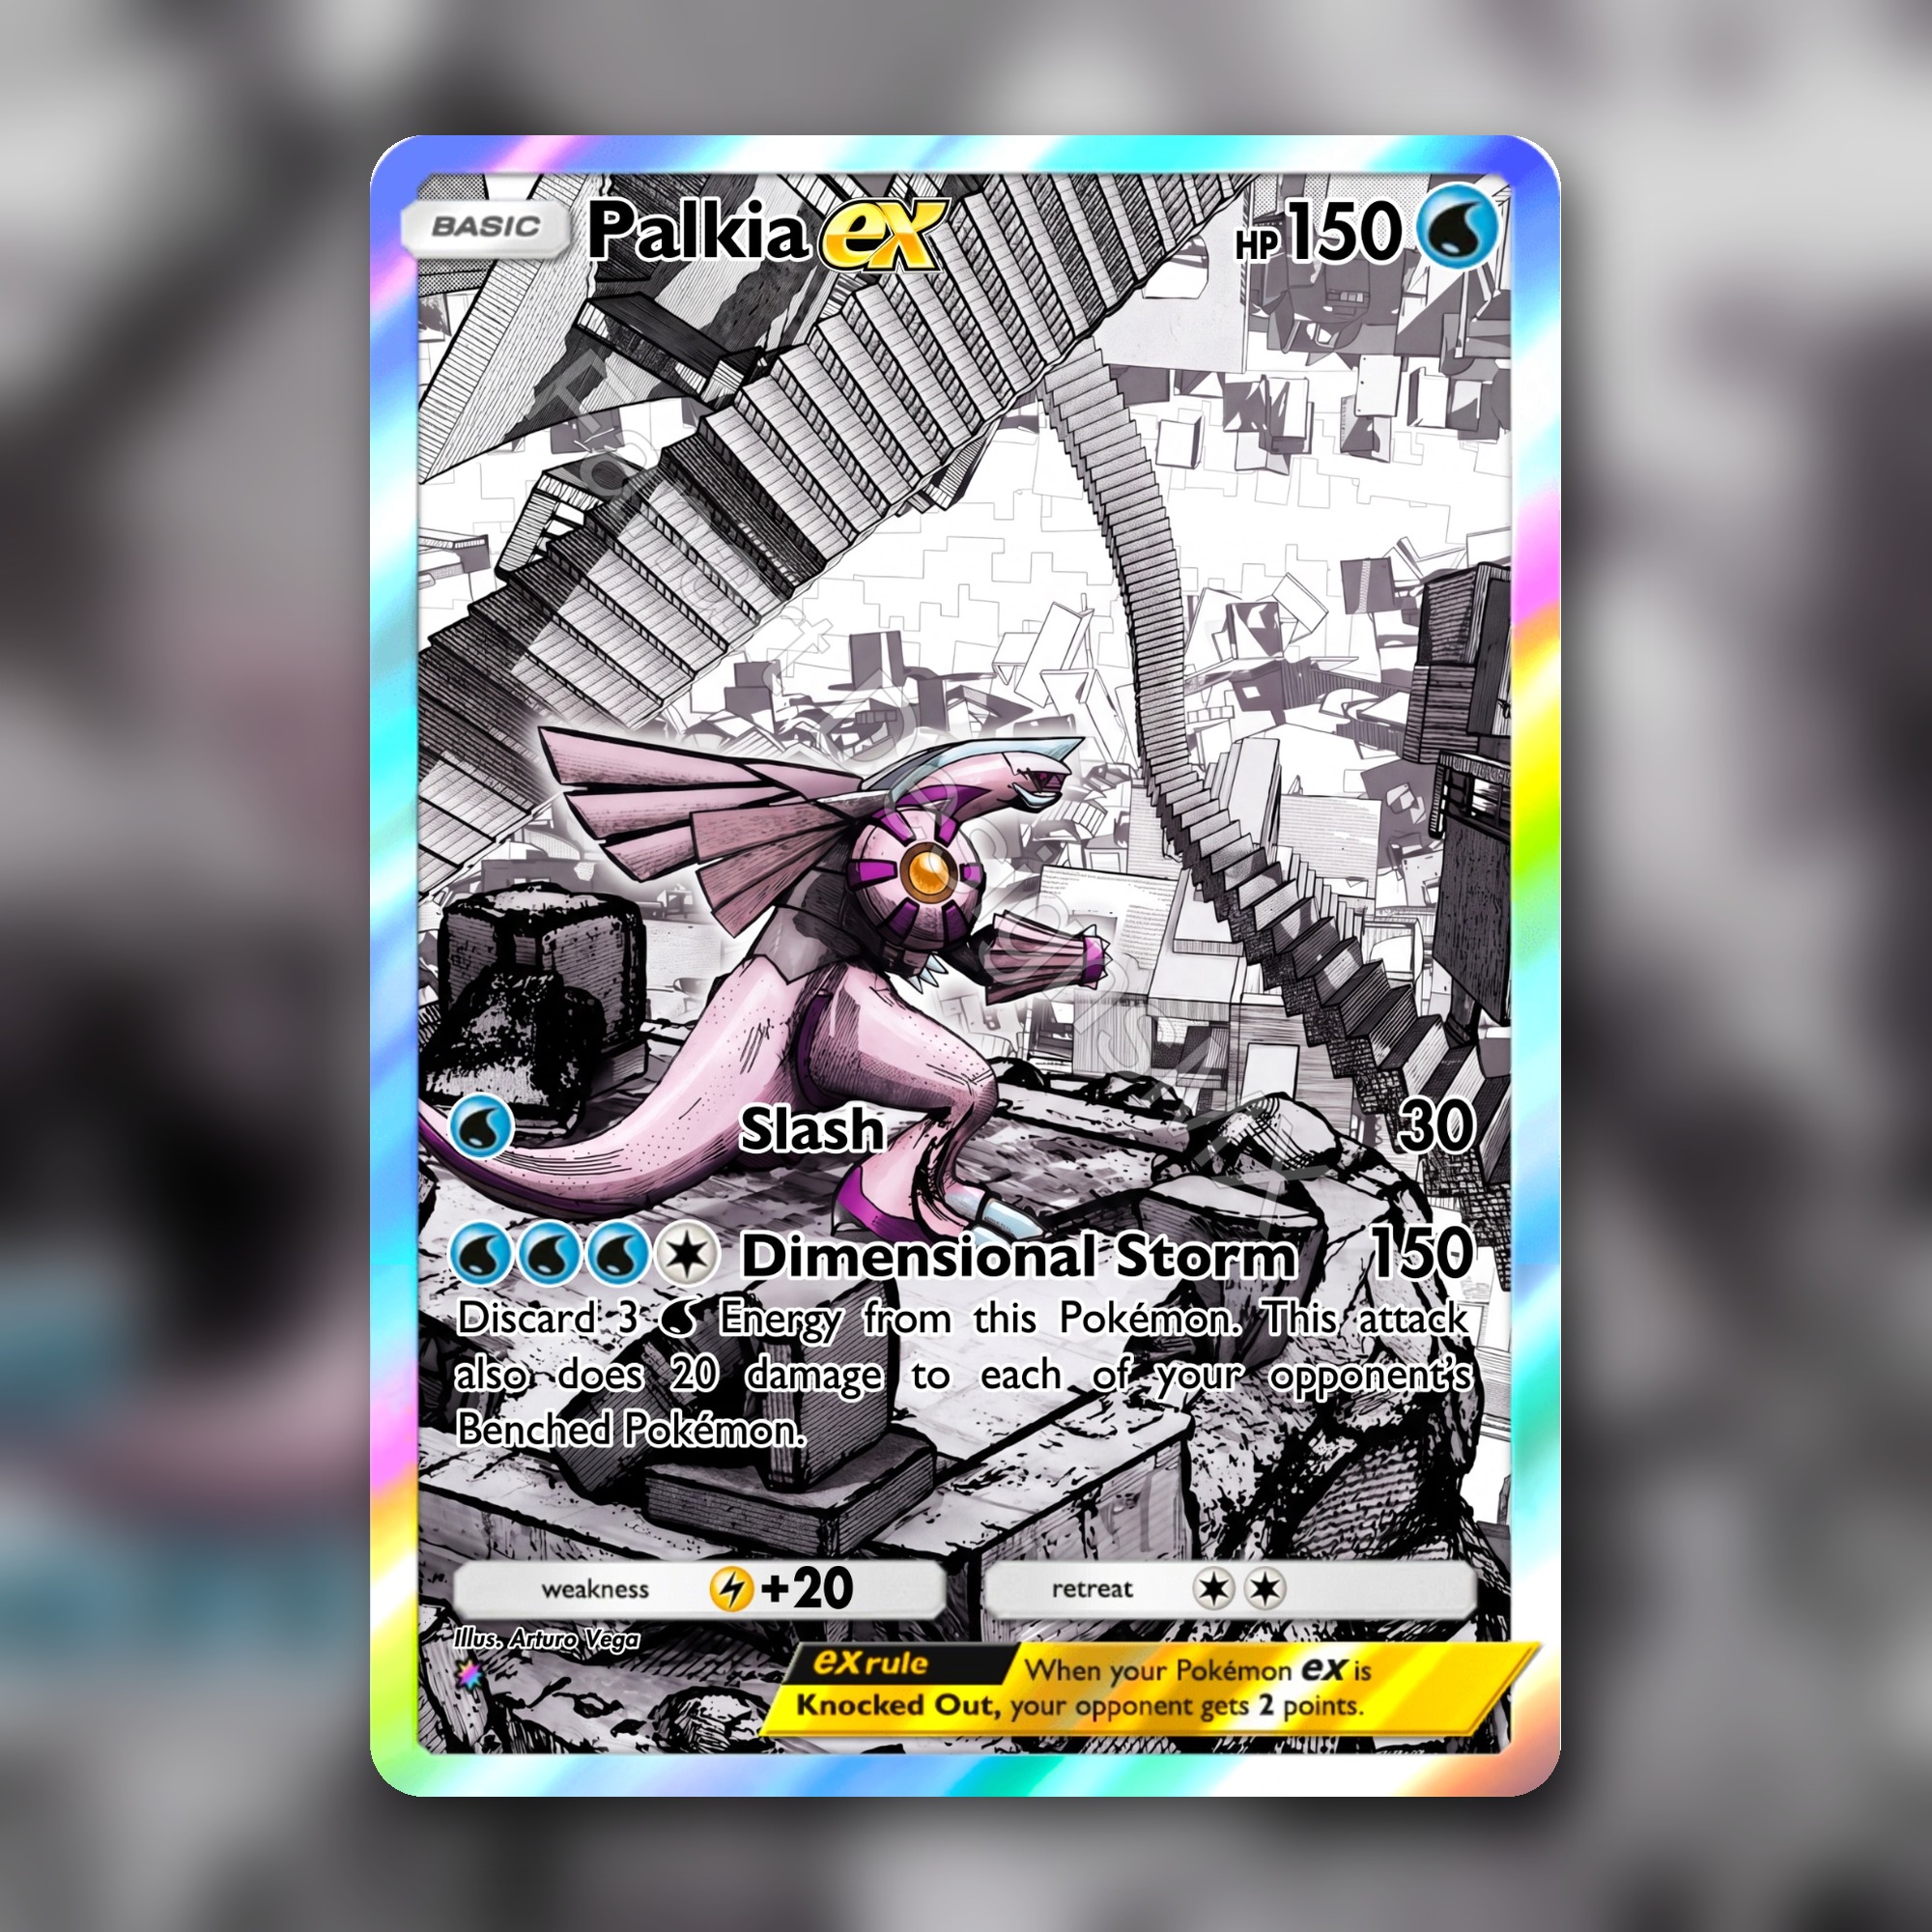 BASIC Palkia ex HP 150
Slash 30
Dimensional Storm 150
Discard 3 Energy from this Pokémon. This attack
also does 20 damage to each of your opponent's
Benched Pokémon.
weakness +20 retreat
Illus. Arturo Vega
ex rule When your Pokémon ex is
Knocked Out, your opponent gets 2 points.